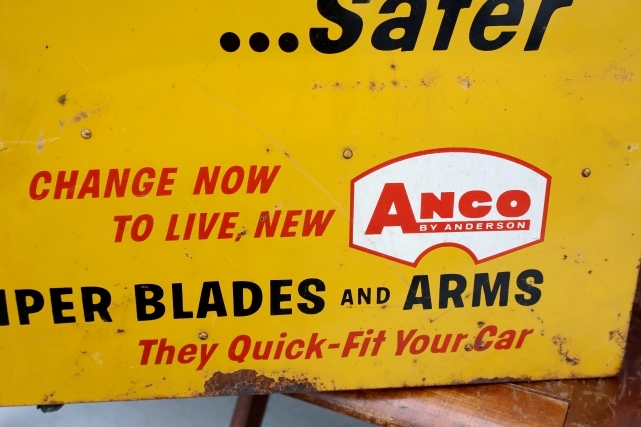 ...Safer
CHANGE NOW
TO LIVE, NEW
ANCO
BY ANDERSON
IPER BLADES AND ARMS
They Quick-Fit Your Car